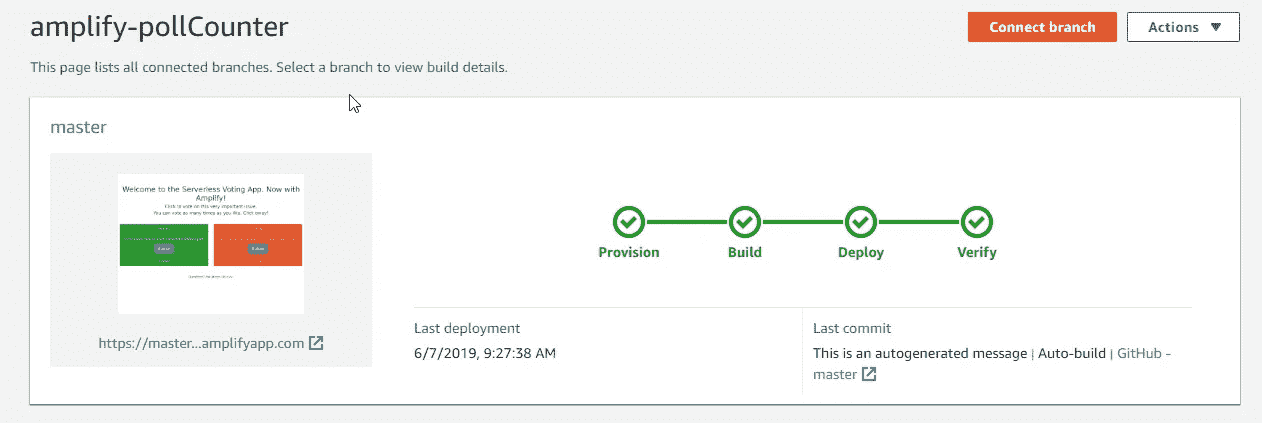 amplify-pollCounter
Connect branch
Actions
This page lists all connected branches. Select a branch to view build details.
master
Welcome to the Serverless Voting App. Now with
Amplify!
Click to vote on this very important issue.
You can vote as many times as you like. Click away!
https://master...amplifyapp.com
Provision
Build
Deploy
Verify
Last deployment
6/7/2019, 9:27:38 AM
Last commit
This is an autogenerated message | Auto-build | GitHub -
master